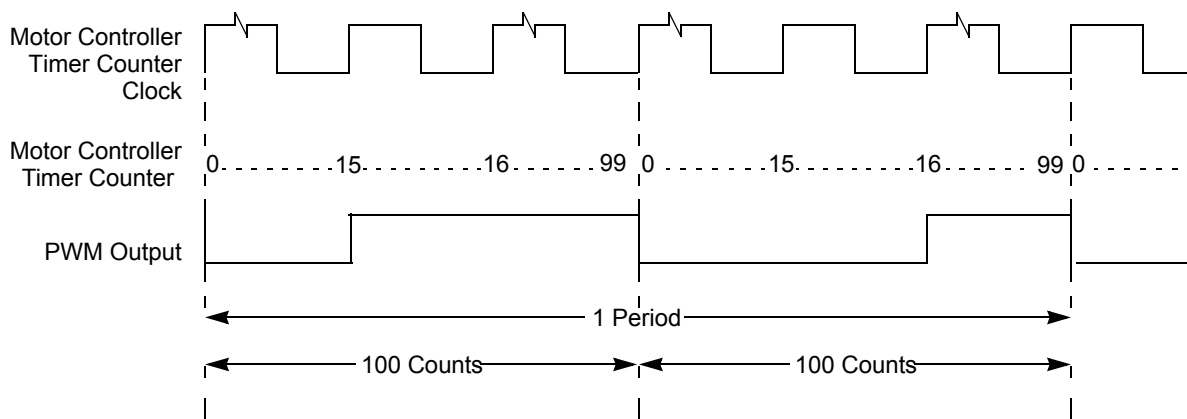 Motor Controller
Timer Counter
Clock
Motor Controller
Timer Counter
0 15 16 99 0 15 16 99 0
PWM Output
1 Period
100 Counts 100 Counts